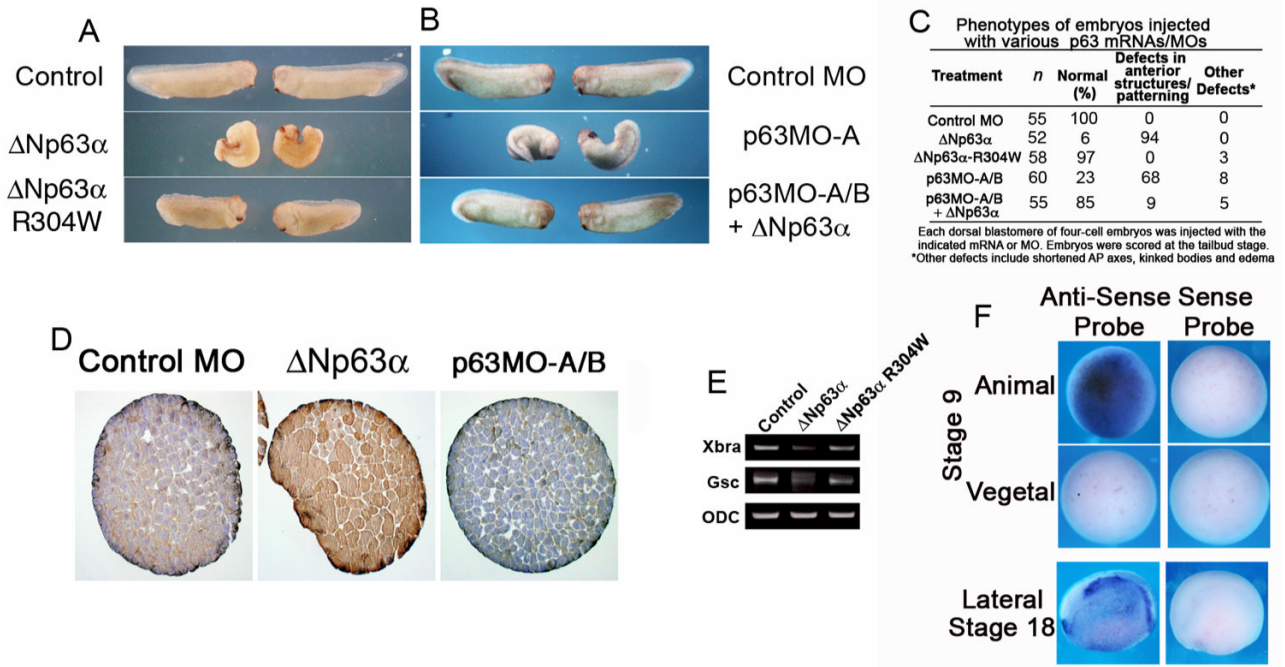 A
Control
ΔNp63α
ΔNp63α
R304W
B
Control MO
p63MO-A
p63MO-A/B
+ ΔNp63α
C
Phenotypes of embryos injected
with various p63 mRNAs/MOs
Treatment n Normal (%) Defects in anterior structures/ patterning Other Defects*
Control MO 55 100 0 0
ΔNp63α 52 6 94 0
ΔNp63α-R304W 58 97 0 3
p63MO-A/B 60 23 68 8
p63MO-A/B + ΔNp63α 55 85 9 5
Each dorsal blastomere of four-cell embryos was injected with the
indicated mRNA or MO. Embryos were scored at the tailbud stage.
*Other defects include shortened AP axes, kinked bodies and edema
D
Control MO ΔNp63α p63MO-A/B
E
Control ΔNp63α ΔNp63α R304W
Xbra
Gsc
ODC
F
Anti-Sense Sense
Probe Probe
Stage 9
Animal
Vegetal
Lateral
Stage 18